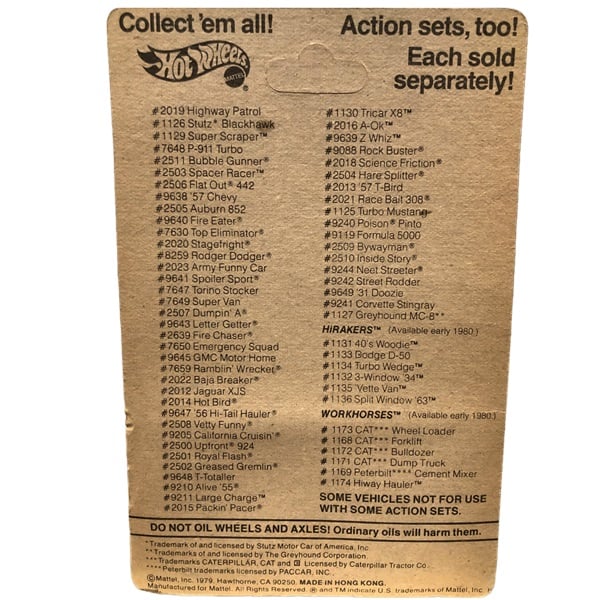 Collect 'em all!
Action sets, too!
Each sold
separately!
Hot Wheels®
MATTEL
#2019 Highway Patrol
#1126 Stutz* Blackhawk
#1129 Super Scraper™
#7648 P-911 Turbo
#2511 Bubble Gunner®
#2503 Spacer Racer™
#2506 Flat Out® 442
#9638 '57 Chevy
#2505 Auburn 852
#9640 Fire Eater®
#7630 Top Eliminator®
#2020 Stagefright®
#8259 Rodger Dodger®
#2023 Army Funny Car
#9641 Spoiler Sport®
#7647 Torino Stocker
#7649 Super Van
#2507 Dumpin' A®
#9643 Letter Getter®
#2639 Fire Chaser®
#7650 Emergency Squad
#9645 GMC Motor Home
#7659 Ramblin' Wrecker®
#2022 Baja Breaker®
#2012 Jaguar XJS
#2014 Hot Bird®
#9647 '56 Hi-Tail Hauler®
#2508 Vetty Funny®
#9205 California Cruisin'®
#2500 Upfront® 924
#2501 Royal Flash®
#2502 Greased Gremlin®
#9648 T-Totaller
#9210 Alive '55®
#9211 Large Charge™
#2015 Packin' Pacer®
#1130 Tricar X8™
#2016 A-Ok™
#9639 Z Whiz™
#9088 Rock Buster®
#2018 Science Friction®
#2504 Hare Splitter®
#2013 '57 T-Bird
#2021 Race Bait 308®
#1125 Turbo Mustang
#9240 Poison® Pinto
#9119 Formula 5000
#2509 Bywayman®
#2510 Inside Story®
#9244 Neet Streeter®
#9242 Street Rodder
#9649 '31 Doozie
#9241 Corvette Stingray
#1127 Greyhound MC-8**
HiRAKERS™ (Available early 1980.)
#1131 40's Woodie™
#1133 Dodge D-50
#1134 Turbo Wedge™
#1132 3-Window '34™
#1135 'Vette Van™
#1136 Split Window '63™
WORKHORSES™ (Available early 1980.)
# 1173 CAT*** Wheel Loader
# 1168 CAT*** Forklift
# 1172 CAT*** Bulldozer
# 1171 CAT*** Dump Truck
# 1169 Peterbilt**** Cement Mixer
# 1174 Hiway Hauler™
SOME VEHICLES NOT FOR USE
WITH SOME ACTION SETS.
DO NOT OIL WHEELS AND AXLES! Ordinary oils will harm them.
*Trademark of and licensed by Stutz Motor Car of America, Inc.
**Trademarks of and licensed by The Greyhound Corporation.
***Trademarks CATERPILLAR, CAT and Licensed by Caterpillar Tractor Co.
****Peterbilt trademarks licensed by PACCAR, INC.,
©Mattel, Inc. 1979, Hawthorne, CA 90250. MADE IN HONG KONG.
Manufactured for Mattel. All Rights Reserved. ® and TM indicate U.S. trademarks of Mattel, Inc.